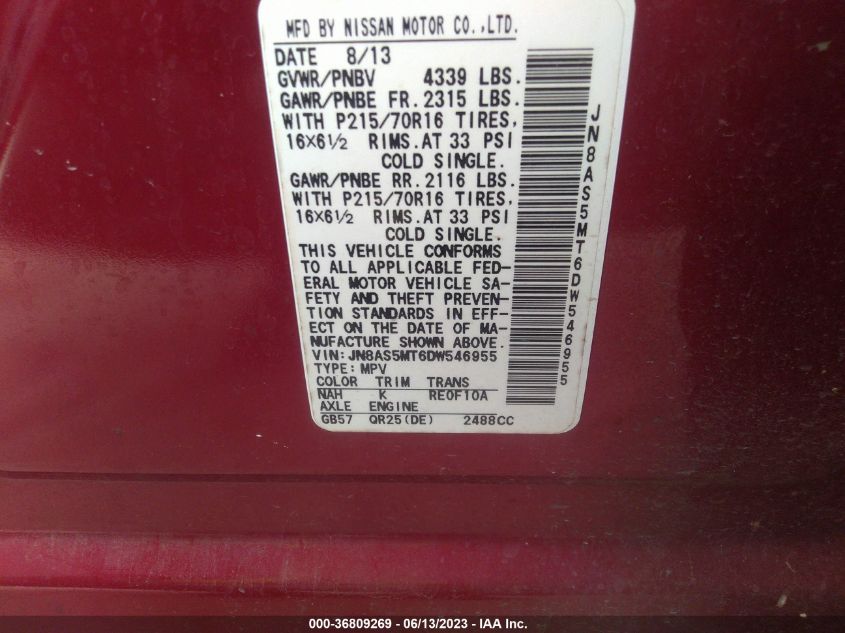 MFD BY NISSAN MOTOR CO.,LTD.
DATE 8/13
GVWR/PNBV 4339 LBS.
GAWR/PNBE FR. 2315 LBS.
WITH P215/70R16 TIRES,
16×6½ RIMS.AT 33 PSI
COLD SINGLE.
GAWR/PNBE RR. 2116 LBS.
WITH P215/70R16 TIRES,
16×6½ RIMS.AT 33 PSI
COLD SINGLE.
THIS VEHICLE CONFORMS
TO ALL APPLICABLE FED-
ERAL MOTOR VEHICLE SA-
FETY AND THEFT PREVEN-
TION STANDARDS IN EFF-
ECT ON THE DATE OF MA-
NUFACTURE SHOWN ABOVE.
VIN:JN8AS5MT6DW546955
TYPE:MPV
COLOR TRIM TRANS
NAH K RE0F10A
AXLE ENGINE
GB57 QR25(DE) 2488CC
JN8AS5MT6DW546955
000-36809269 - 06/13/2023 - IAA Inc.